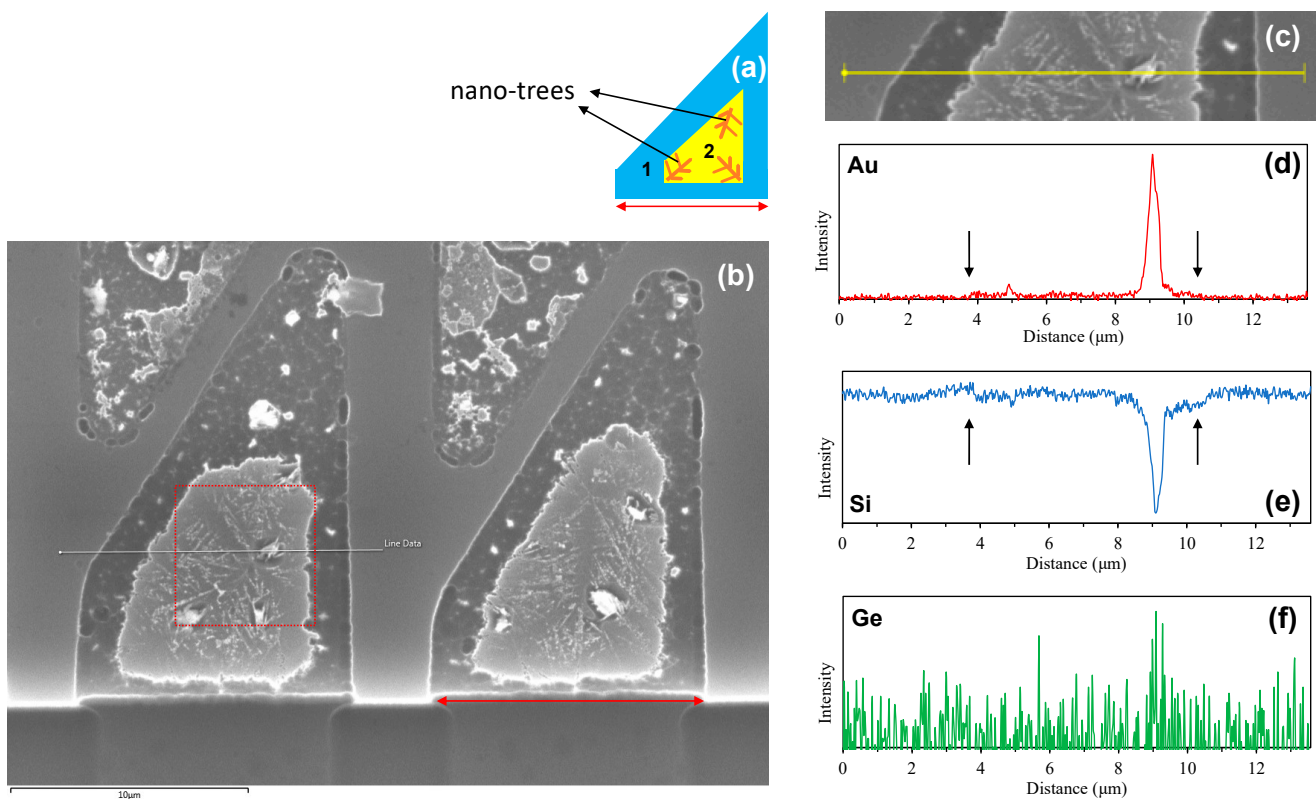 (a)
nano-trees
1
2
(b)
Line Data
10μm
(c)
(d)
Au
Intensity
0 2 4 6 8 10 12
Distance (μm)
(e)
Si
Intensity
0 2 4 6 8 10 12
Distance (μm)
(f)
Ge
Intensity
0 2 4 6 8 10 12
Distance (μm)